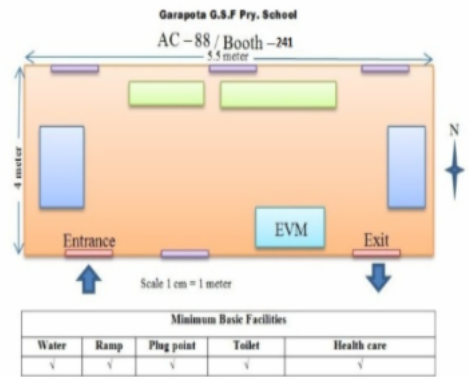 Garapota G.S.F Pry. School
AC – 88 / Booth –241
5.5 meter
4 meter
N
EVM
Entrance
Exit
Scale 1 cm = 1 meter
Minimum Basic Facilities
Water Ramp Plug point Toilet Health care
√ √ √ √ √